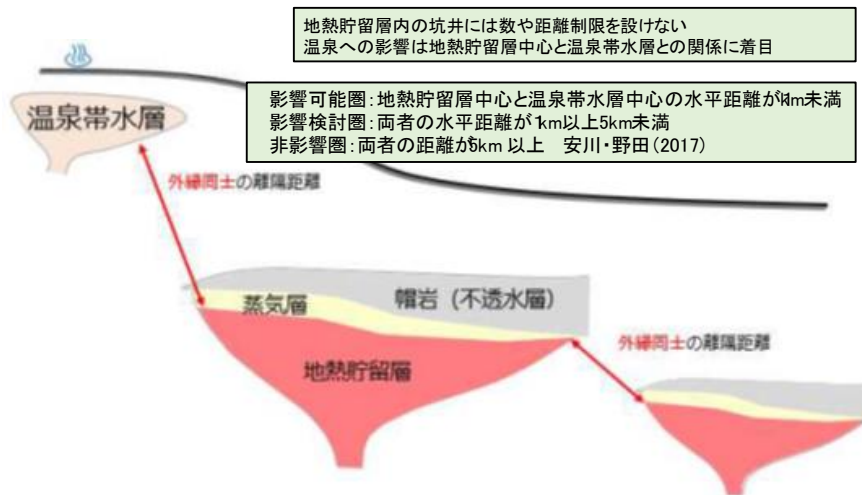 地熱貯留層内の坑井には数や距離制限を設けない
温泉への影響は地熱貯留層中心と温泉帯水層との関係に着目
影響可能圏:地熱貯留層中心と温泉帯水層中心の水平距離が1km未満
影響検討圏:両者の水平距離が1km以上5km未満
非影響圏:両者の距離が5km 以上 安川・野田(2017)
温泉帯水層
外縁同士の離隔距離
蒸気層
帽岩(不透水層)
地熱貯留層
外縁同士の離隔距離